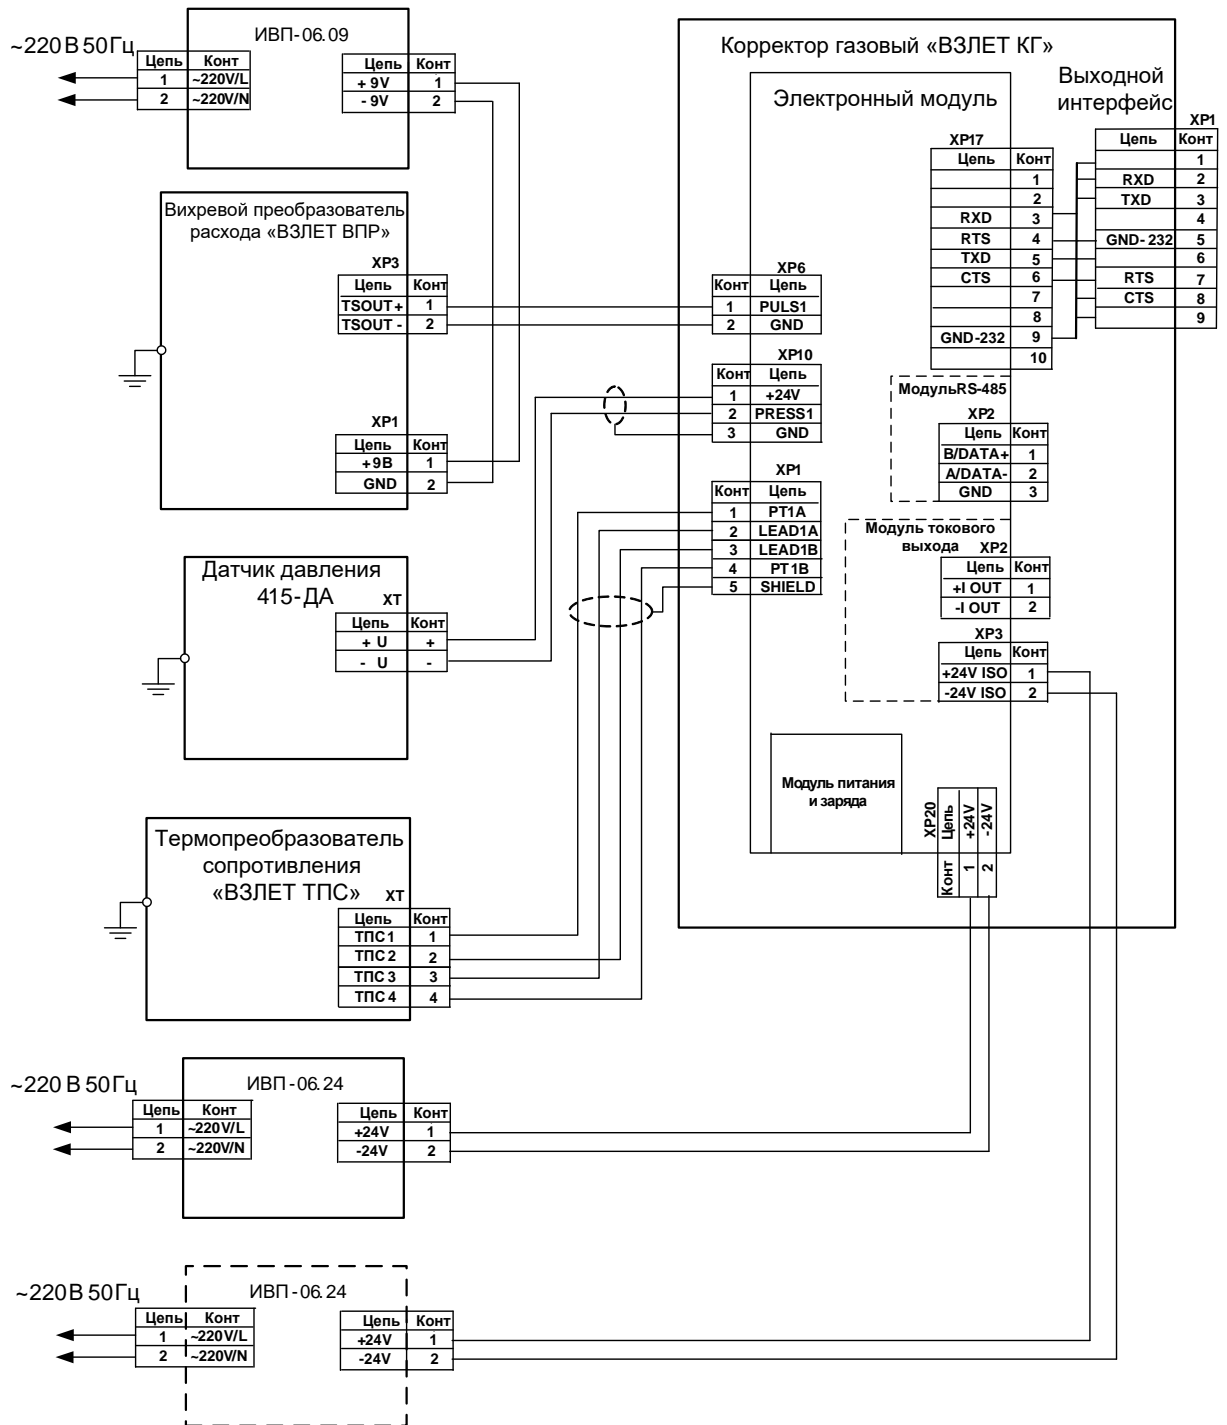 ИВП-06.09
~220В 50Гц
Цепь Конт
1 ~220V/L
2 ~220V/N
Цепь Конт
+ 9V 1
- 9V 2
Вихревой преобразователь
расхода «ВЗЛЕТ ВПР»
XP3
Цепь Конт
TSOUT+ 1
TSOUT - 2
XP1
Цепь Конт
+9В 1
GND 2
Датчик давления
415-ДА
XT
Цепь Конт
+ U +
- U -
Термопреобразователь
сопротивления
«ВЗЛЕТ ТПС»
XT
Цепь Конт
ТПС1 1
ТПС2 2
ТПС3 3
ТПС4 4
~220 В 50Гц
ИВП-06.24
Цепь Конт
1 ~220V/L
2 ~220V/N
Цепь Конт
+24V 1
-24V 2
~220В 50Гц
ИВП-06.24
Цепь Конт
1 ~220V/L
2 ~220V/N
Цепь Конт
+24V 1
-24V 2
Корректор газовый «ВЗЛЕТ КГ»
Электронный модуль
Выходной
интерфейс
XP6
Конт Цепь
1 PULS1
2 GND
XP10
Конт Цепь
1 +24V
2 PRESS1
3 GND
XP1
Конт Цепь
1 PT1A
2 LEAD1A
3 LEAD1B
4 PT1B
5 SHIELD
XP17
Цепь Конт
1
2
RXD 3
RTS 4
TXD 5
CTS 6
7
8
GND-232 9
10
XP1
Цепь Конт
1
RXD 2
TXD 3
4
GND-232 5
6
RTS 7
CTS 8
9
МодульRS-485
XP2
Цепь Конт
B/DATA+ 1
A/DATA- 2
GND 3
Модуль токового
выхода XP2
Цепь Конт
+I OUT 1
-I OUT 2
XP3
Цепь Конт
+24V ISO 1
-24V ISO 2
Модуль питания
и заряда
XP20
Цепь Конт
+24V 1
-24V 2